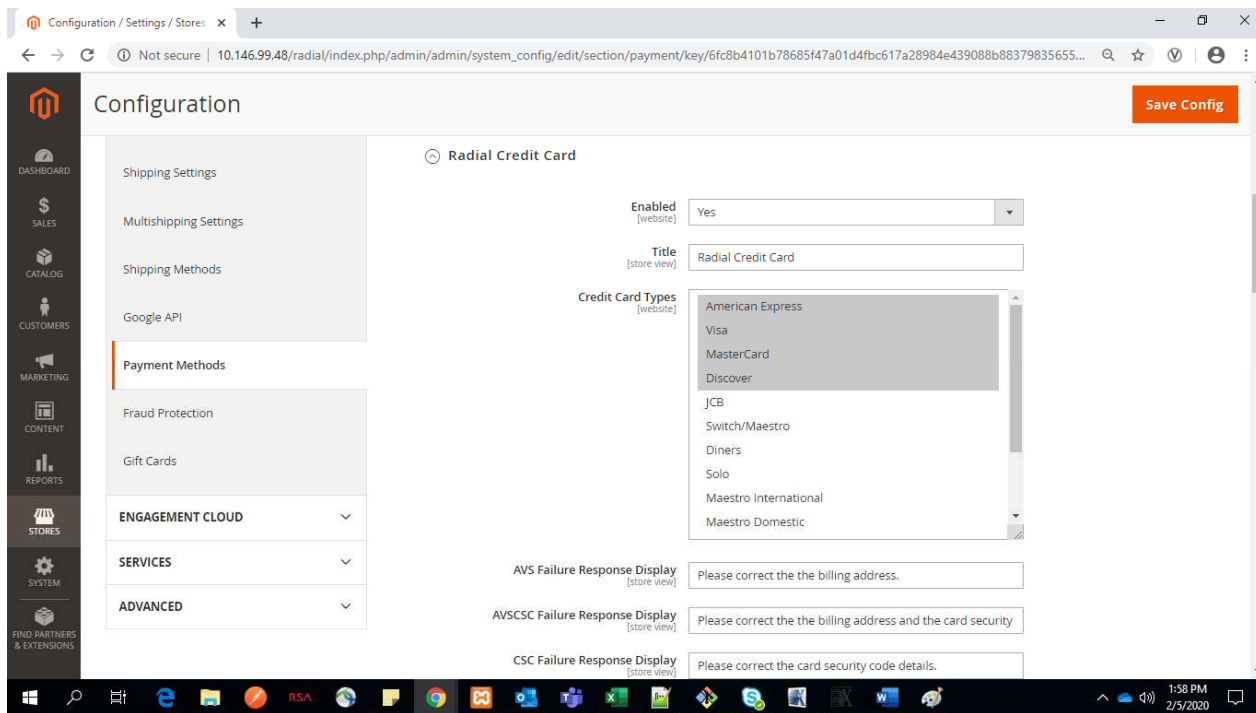 Configuration / Settings / Stores
Not secure | 10.146.99.48/radial/index.php/admin/admin/system_config/edit/section/payment/key/6fc8b4101b78685f47a01d4fbc617a28984e439088b88379835655...
Configuration
Save Config
DASHBOARD
SALES
CATALOG
CUSTOMERS
MARKETING
CONTENT
REPORTS
STORES
SYSTEM
FIND PARTNERS
& EXTENSIONS
Shipping Settings
Multishipping Settings
Shipping Methods
Google API
Payment Methods
Fraud Protection
Gift Cards
ENGAGEMENT CLOUD
SERVICES
ADVANCED
Radial Credit Card
Enabled
[website]
Yes
Title
[store view]
Radial Credit Card
Credit Card Types
[website]
American Express
Visa
MasterCard
Discover
JCB
Switch/Maestro
Diners
Solo
Maestro International
Maestro Domestic
AVS Failure Response Display
[store view]
Please correct the the billing address.
AVSCSC Failure Response Display
[store view]
Please correct the the billing address and the card security
CSC Failure Response Display
[store view]
Please correct the card security code details.
RSA
1:58 PM
2/5/2020